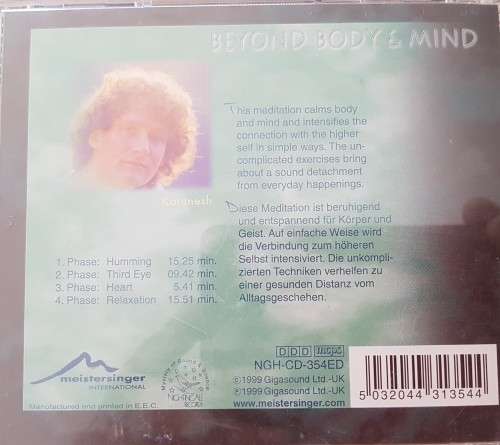 BEYOND BODY & MIND
This meditation calms body
and mind and intensifies the
connection with the higher
self in simple ways. The un-
complicated exercises bring
about a sound detachment
from everyday happenings.
Karunesh
Diese Meditation ist beruhigend
und entspannend für Körper und
Geist. Auf einfache Weise wird
die Verbindung zum höheren
Selbst intensiviert. Die unkompli-
zierten Techniken verhelfen zu
einer gesunden Distanz vom
Alltagsgeschehen.
1. Phase: Humming 15.25 min.
2. Phase: Third Eye 09.42 min.
3. Phase: Heart 5.41 min.
4. Phase: Relaxation 15.51 min.
meistersinger
INTERNATIONAL
Manufactured and printed in E.E.C.
DDD mcps
NGH-CD-354ED
℗1999 Gigasound Ltd.-UK
©1999 Gigasound Ltd.-UK
www.meistersinger.com
5 032044 313544